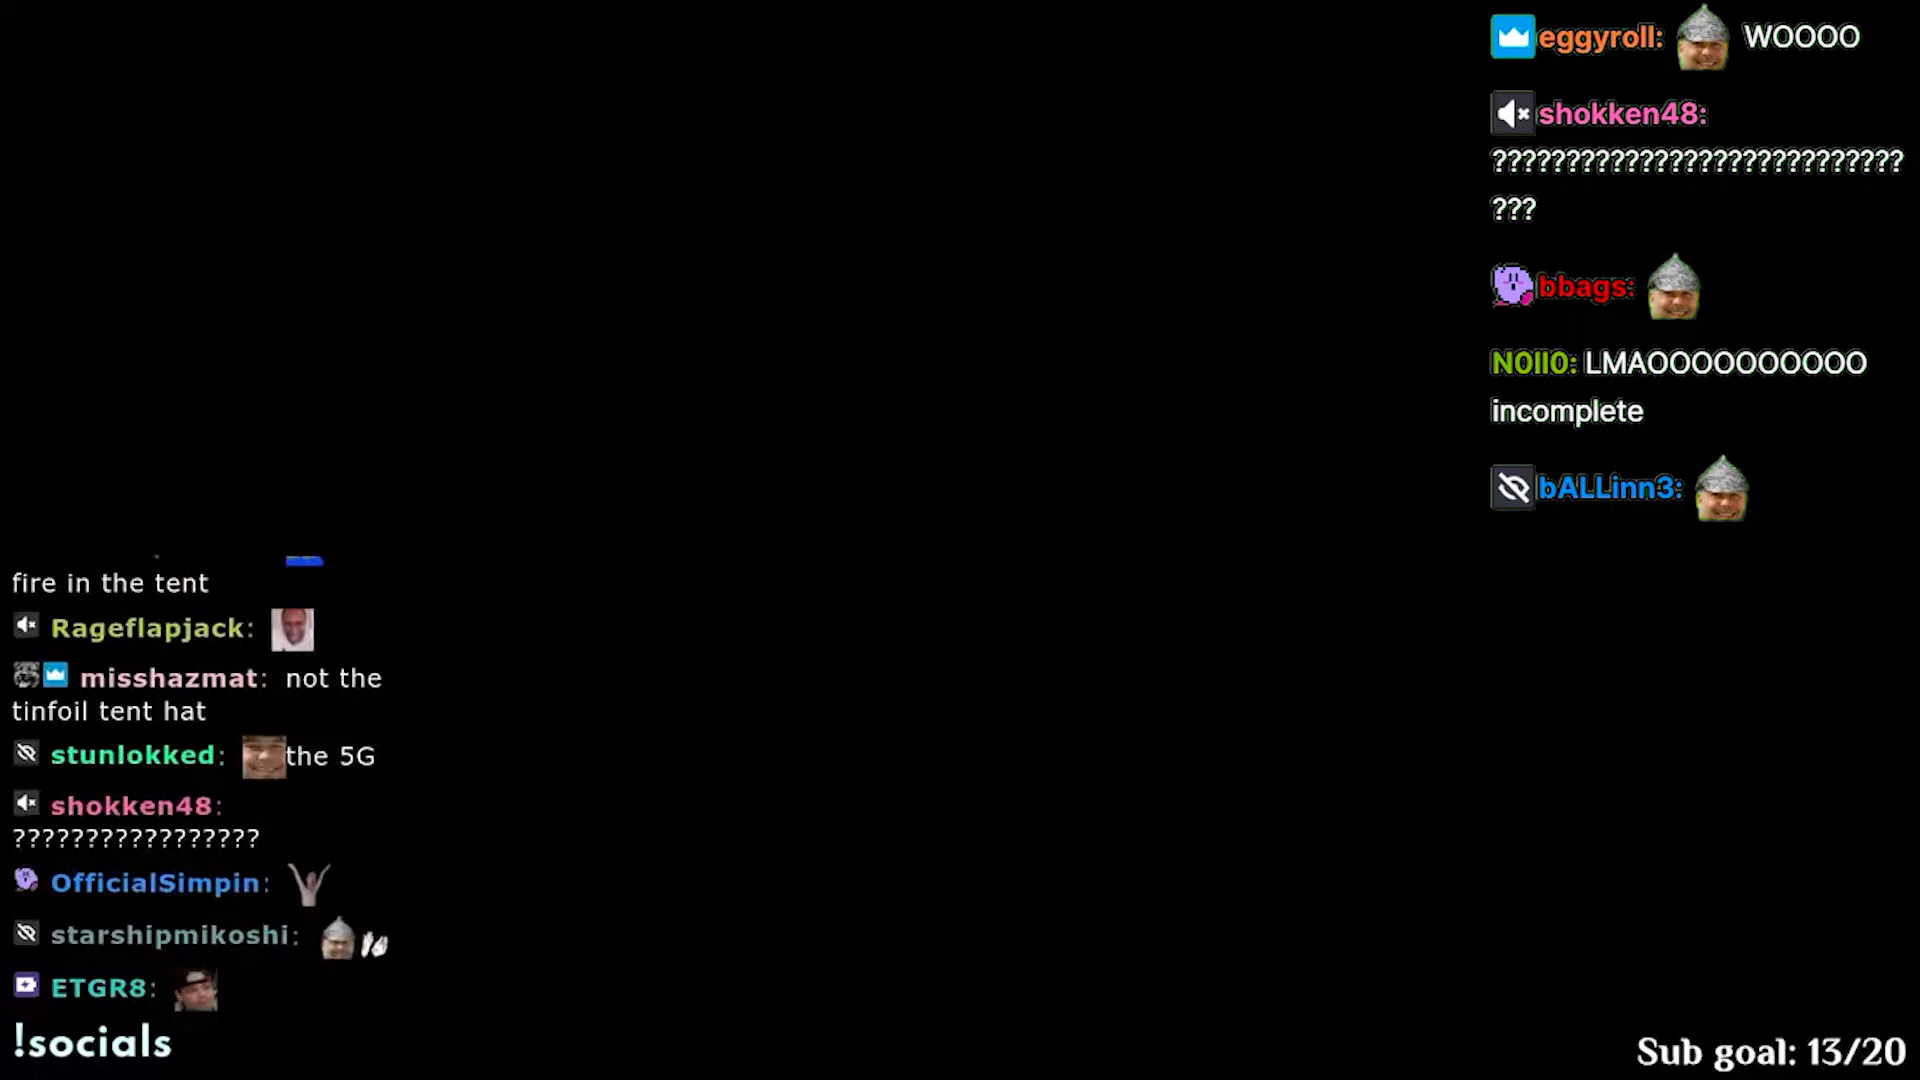 fire in the tent
Rageflapjack:
misshazmat: not the
tinfoil tent hat
stunlokked: the 5G
shokken48:
?????????????????
OfficialSimpin:
starshipmikoshi:
ETGR8:
!socials
eggyroll: WOOOO
shokken48:
????????????????????????????
???
bbags:
N0ll0: LMAOOOOOOOOOO
incomplete
bALLinn3:
Sub goal: 13/20